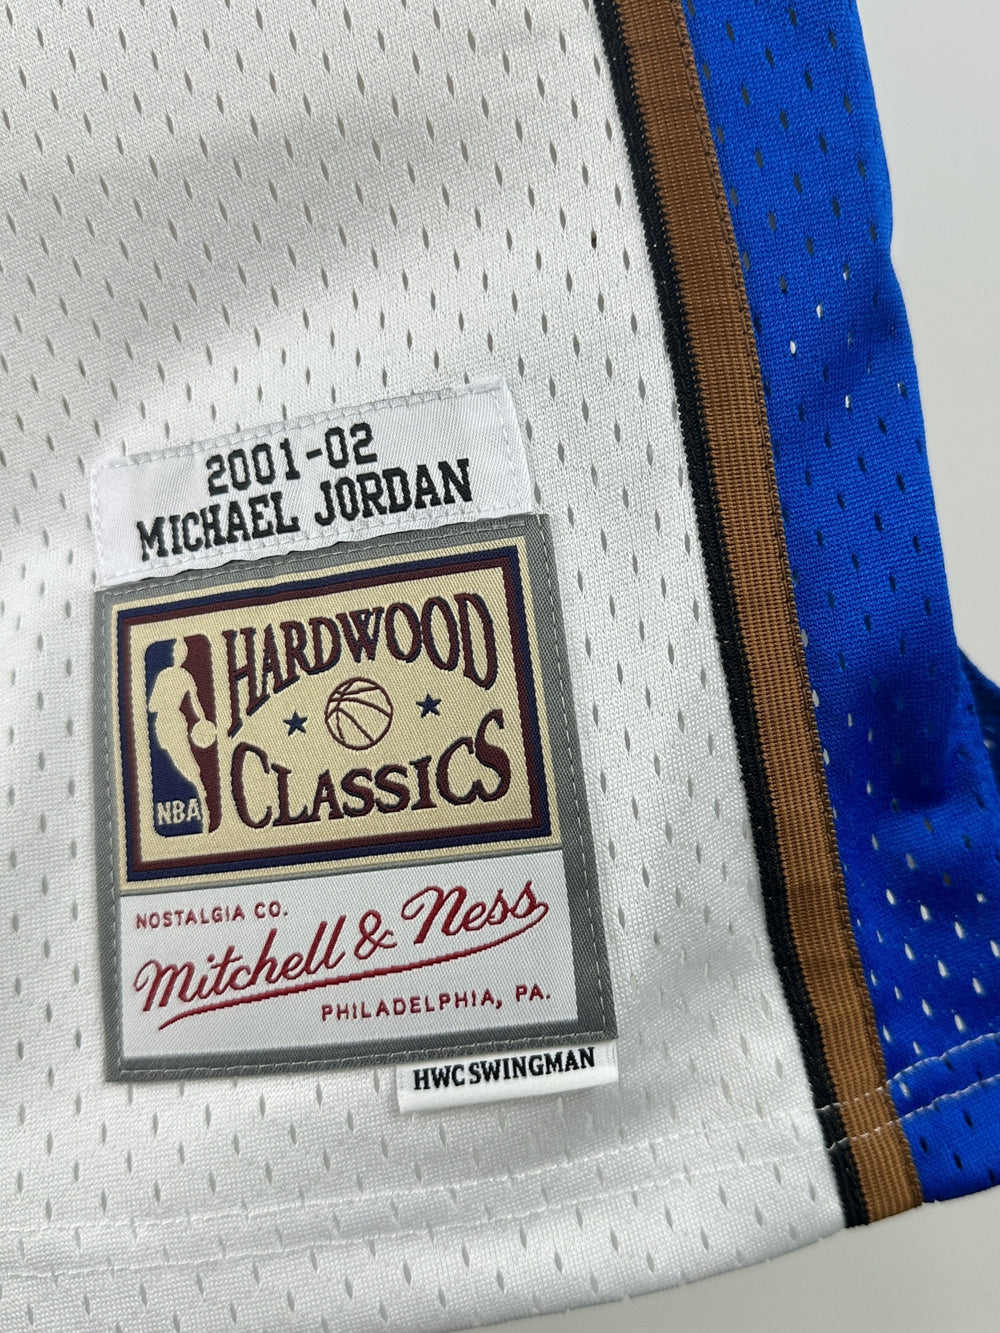 2001-02
MICHAEL JORDAN
HARDWOOD
CLASSICS
NBA
NOSTALGIA CO.
Mitchell & Ness
PHILADELPHIA, PA.
HWC SWINGMAN